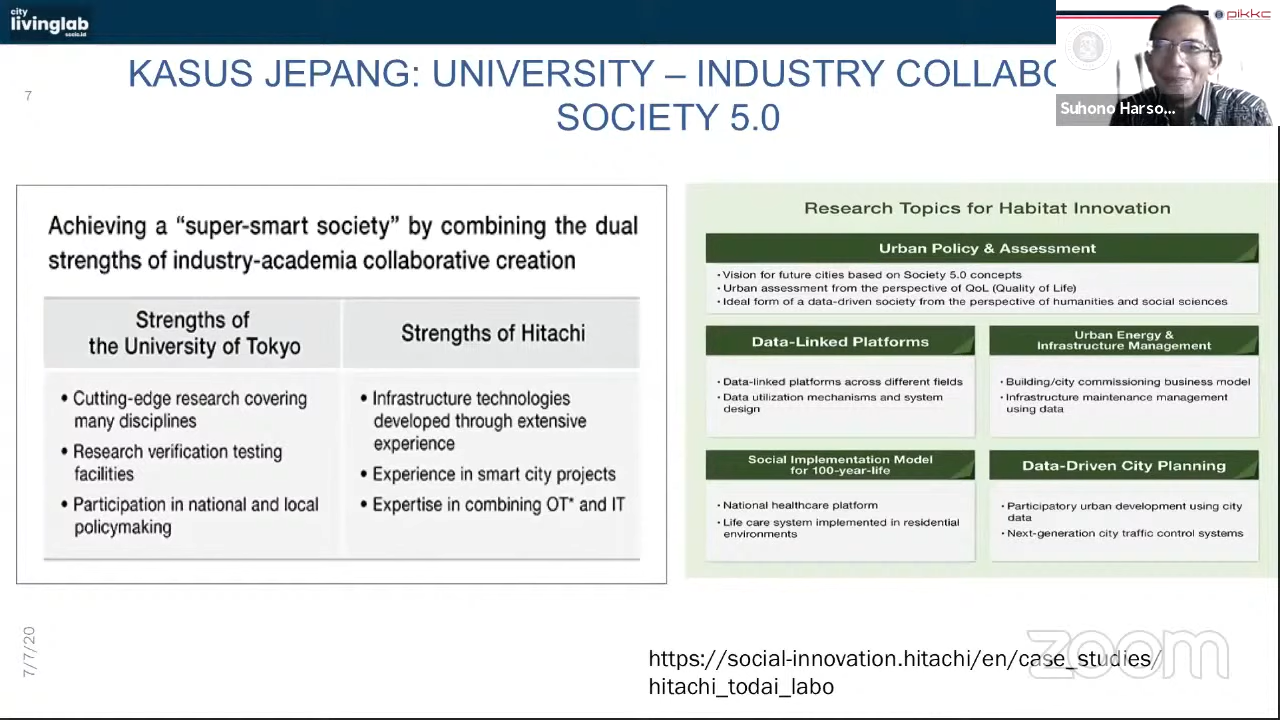 city
livinglab
socio.id
pikkc
7
KASUS JEPANG: UNIVERSITY – INDUSTRY COLLABO
SOCIETY 5.0
Suhono Harso...
Achieving a “super-smart society” by combining the dual
strengths of industry-academia collaborative creation
Strengths of
the University of Tokyo
Strengths of Hitachi
• Cutting-edge research covering
many disciplines
• Research verification testing
facilities
• Participation in national and local
policymaking
• Infrastructure technologies
developed through extensive
experience
• Experience in smart city projects
• Expertise in combining OT* and IT
Research Topics for Habitat Innovation
Urban Policy & Assessment
・Vision for future cities based on Society 5.0 concepts
・Urban assessment from the perspective of QoL (Quality of Life)
・Ideal form of a data-driven society from the perspective of humanities and social sciences
Data-Linked Platforms
・Data-linked platforms across different fields
・Data utilization mechanisms and system
design
Urban Energy &
Infrastructure Management
・Building/city commissioning business model
・Infrastructure maintenance management
using data
Social Implementation Model
for 100-year-life
・National healthcare platform
・Life care system implemented in residential
environments
Data-Driven City Planning
・Participatory urban development using city
data
・Next-generation city traffic control systems
7/7/20
https://social-innovation.hitachi/en/case_studies/
hitachi_todai_labo
zoom